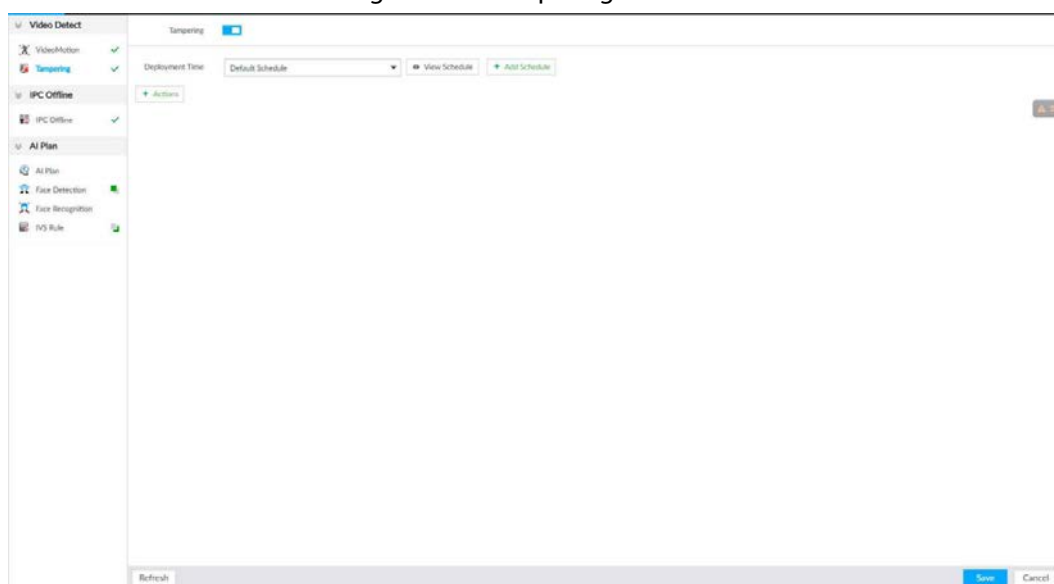 Video Detect
Tampering
VideoMotion
Tampering
Deployment Time
Default Schedule
View Schedule
+ Add Schedule
IPC Offline
+ Actions
IPC Offline
AI Plan
AI Plan
Face Detection
Face Recognition
IVS Rule
Refresh
Save
Cancel